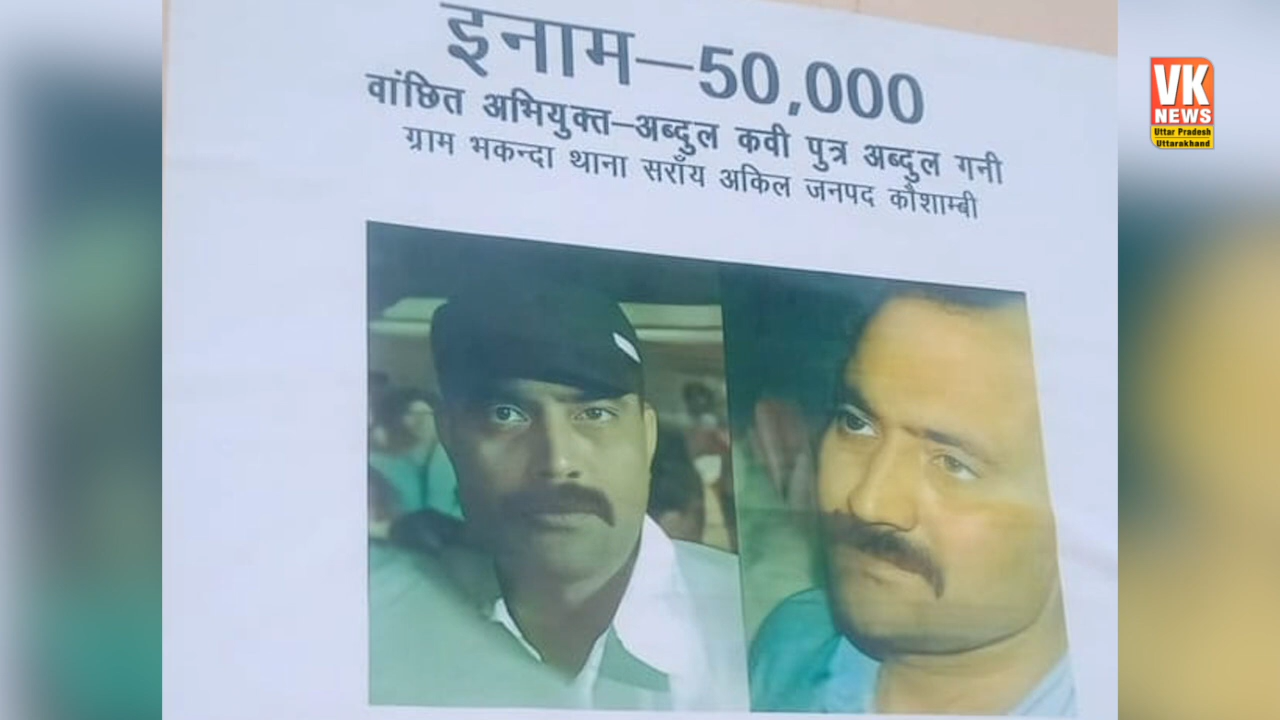 इनाम–50,000
वांछित अभियुक्त–अब्दुल कवी पुत्र अब्दुल गनी
ग्राम भकन्दा थाना सराँय अकिल जनपद कौशाम्बी
VK
NEWS
Uttar Pradesh
Uttarakhand